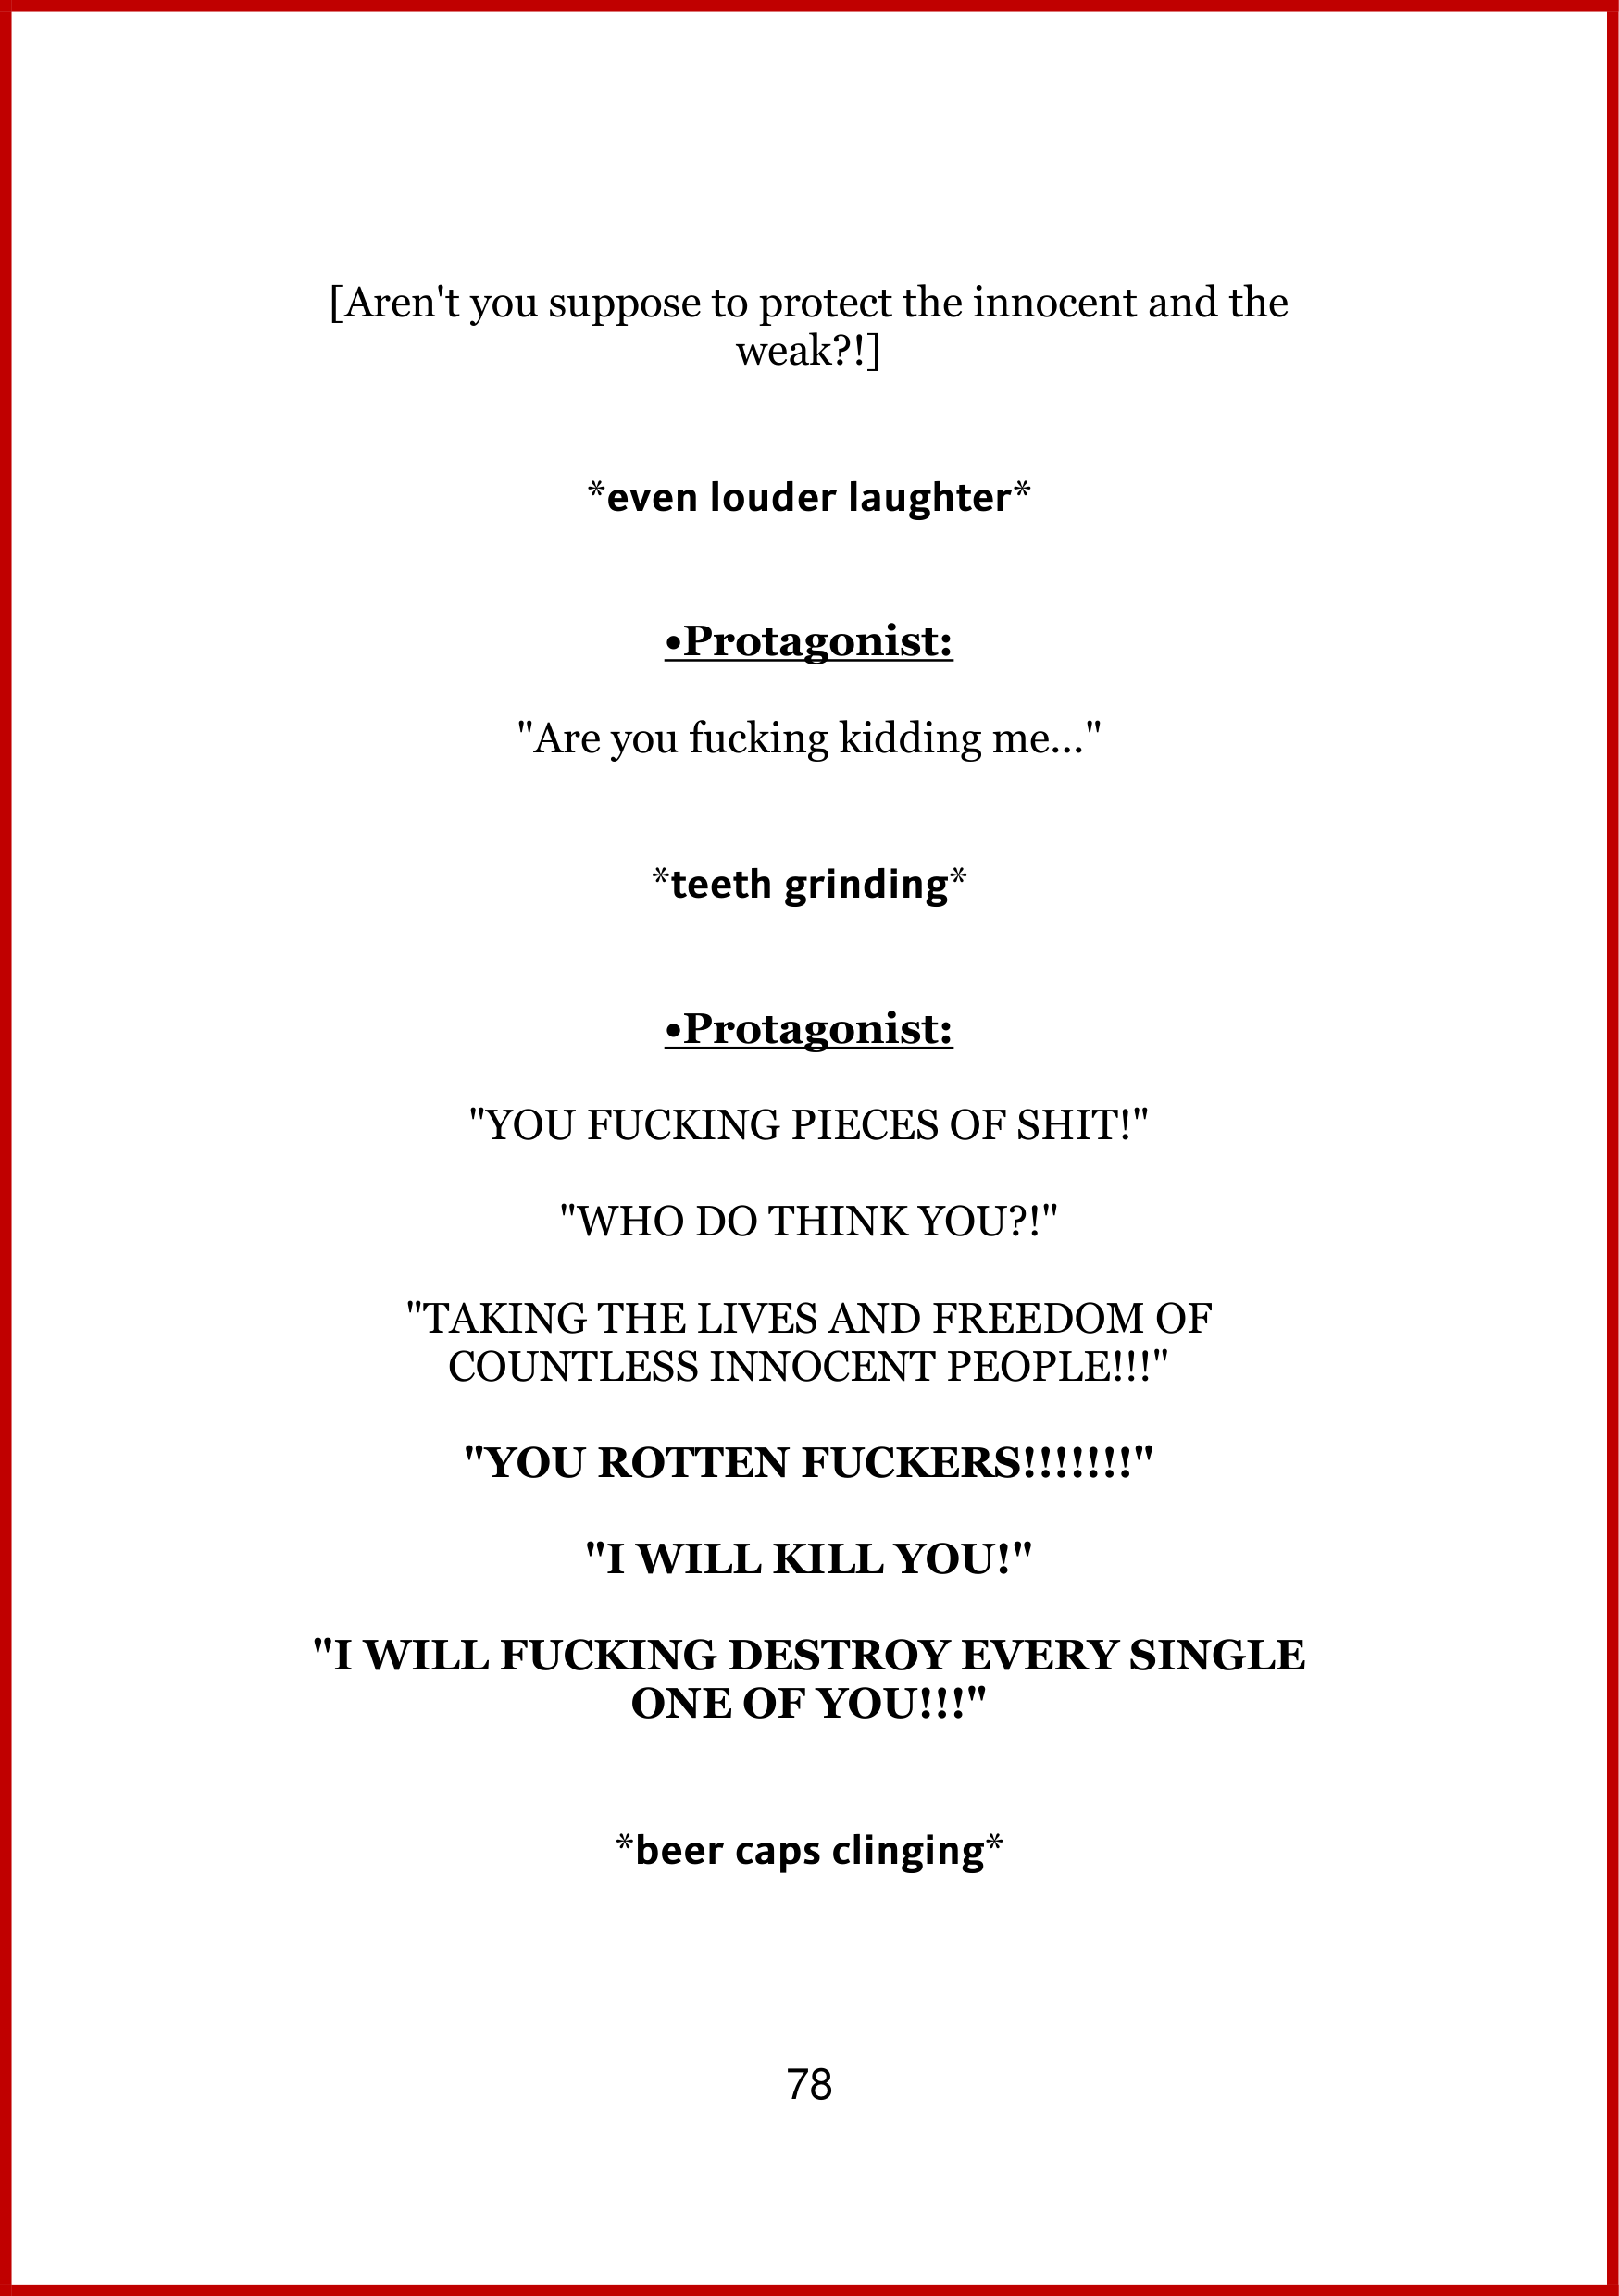 [Aren't you suppose to protect the innocent and the
weak?!]
*even louder laughter*
•Protagonist:
"Are you fucking kidding me..."
*teeth grinding*
•Protagonist:
"YOU FUCKING PIECES OF SHIT!"
"WHO DO THINK YOU?!"
"TAKING THE LIVES AND FREEDOM OF
COUNTLESS INNOCENT PEOPLE!!!"
"YOU ROTTEN FUCKERS!!!!!!!"
"I WILL KILL YOU!"
"I WILL FUCKING DESTROY EVERY SINGLE
ONE OF YOU!!!"
*beer caps clinging*
78